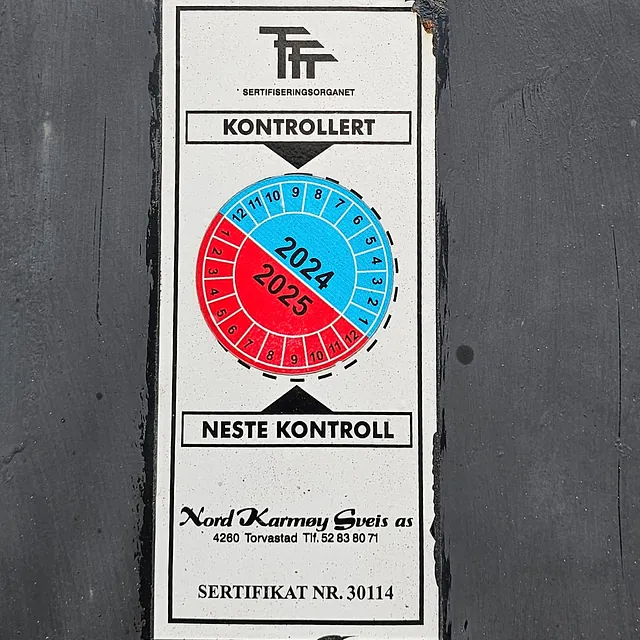 TTT
SERTIFISERINGSORGANET
KONTROLLERT
12 11 10 9 8 7 6 5 4 3 2 1
2024
2025
1 2 3 4 5 6 7 8 9 10 11 12
NESTE KONTROLL
Nord Karmøy Sveis as
4260 Torvastad Tlf. 52 83 80 71
SERTIFIKAT NR. 30114